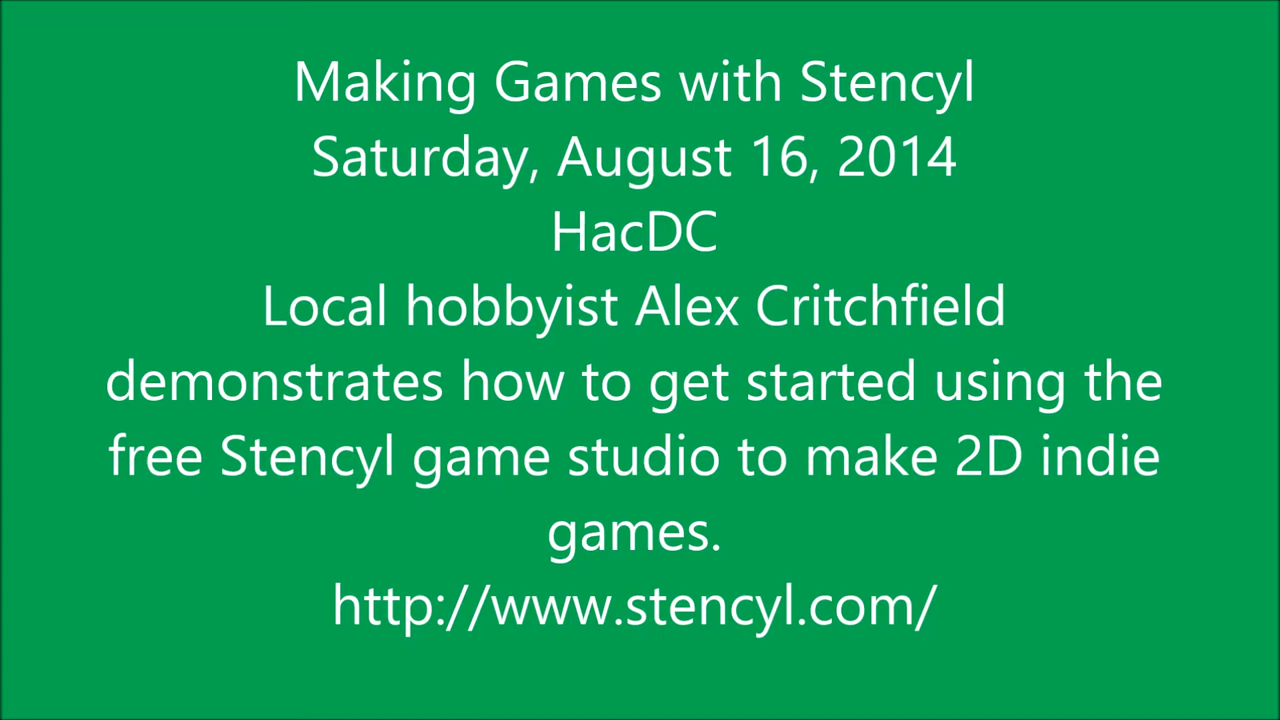 Making Games with Stencyl
Saturday, August 16, 2014
HacDC
Local hobbyist Alex Critchfield
demonstrates how to get started using the
free Stencyl game studio to make 2D indie
games.
http://www.stencyl.com/